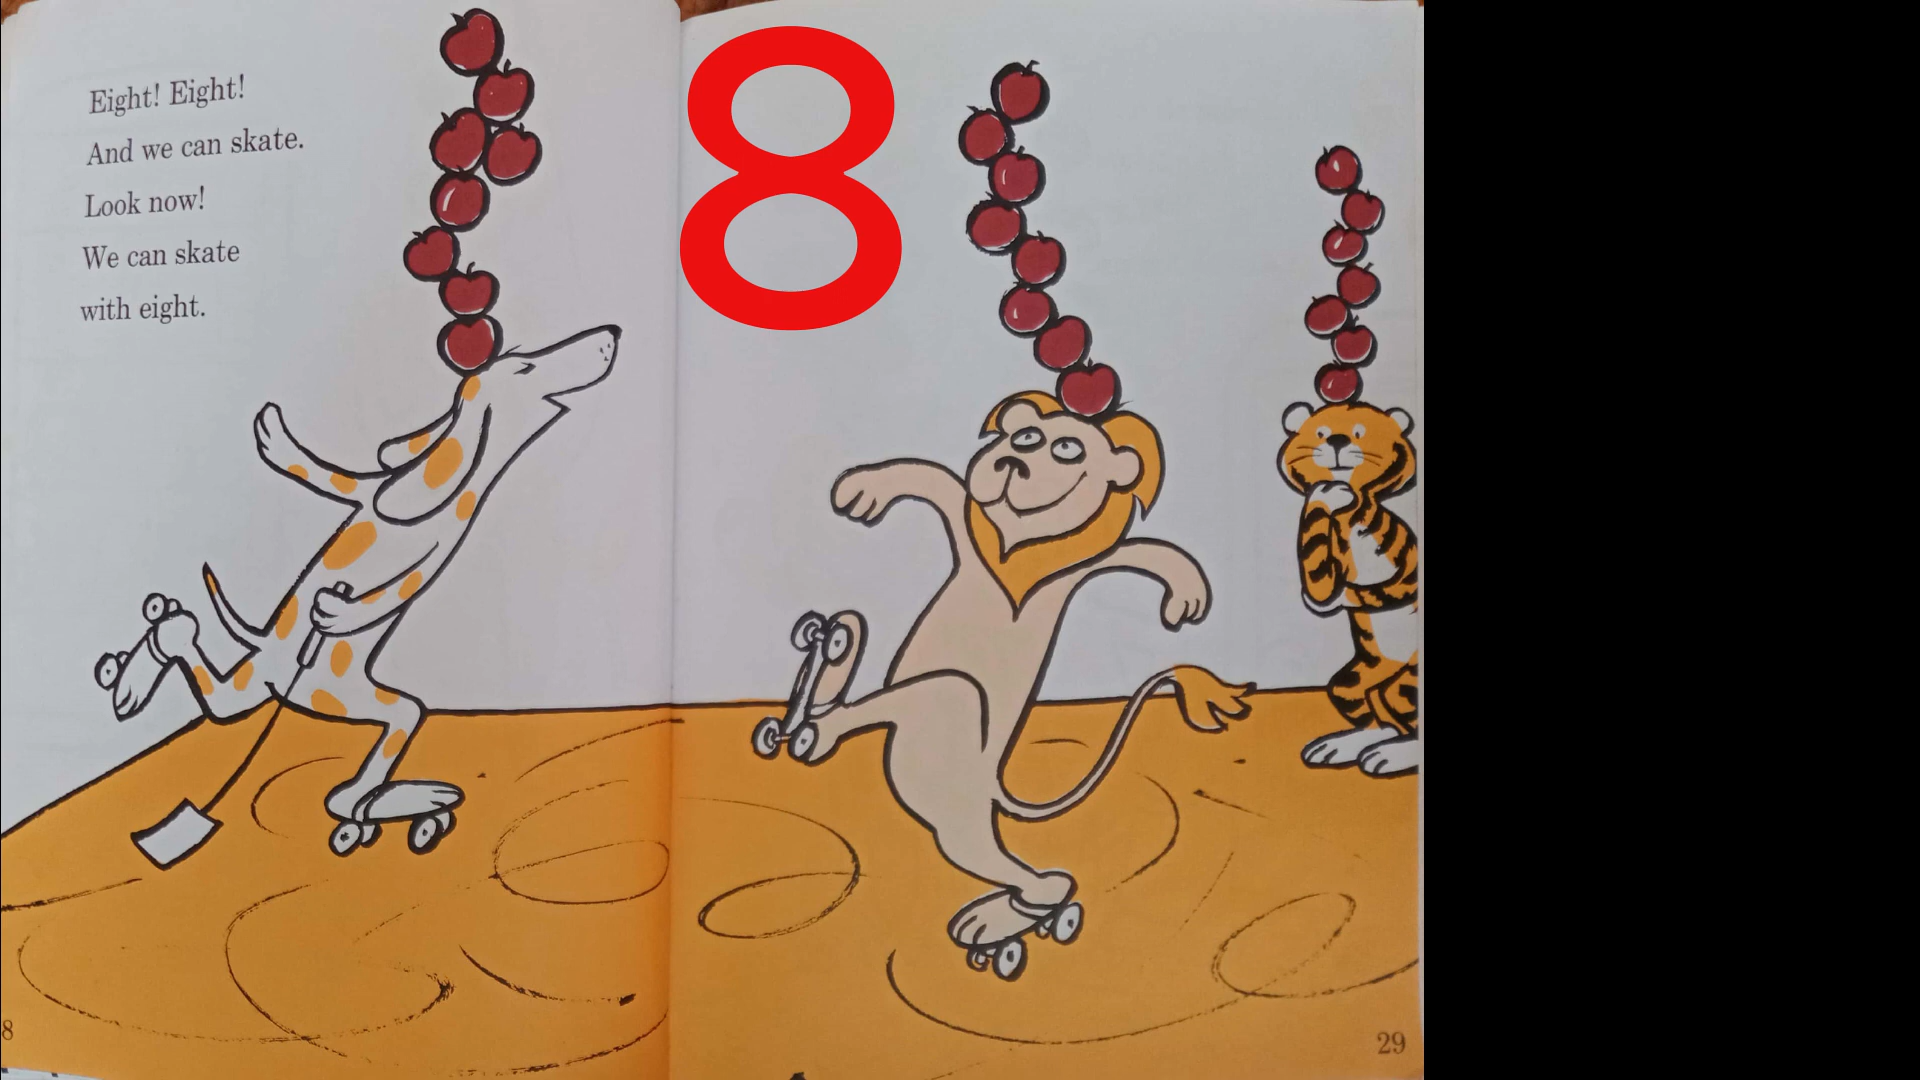 Eight! Eight!
And we can skate.
Look now!
We can skate
with eight.
8
8
29